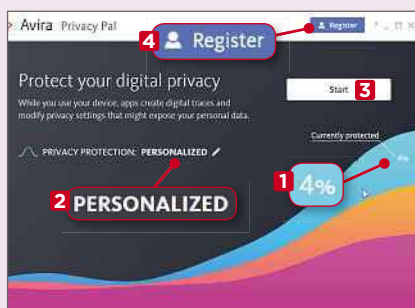 Avira Privacy Pal
Register
4 Register
Protect your digital privacy
While you use your device, apps create digital traces and
modify privacy settings that might expose your personal data.
Start 3
Currently protected
4%
PRIVACY PROTECTION: PERSONALIZED
1 4%
2 PERSONALIZED